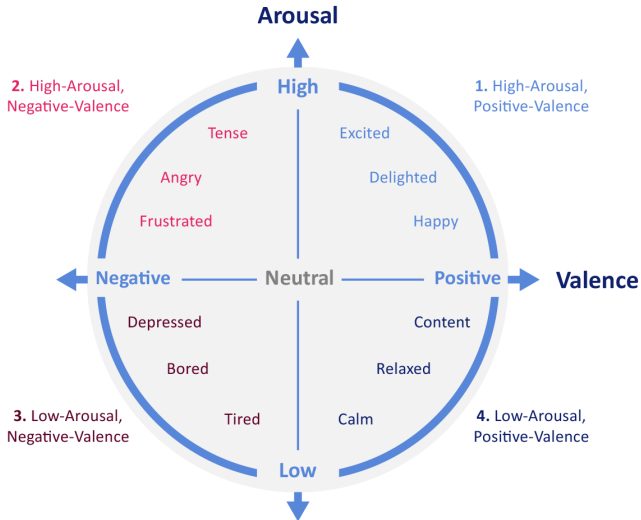 Arousal
High
2. High-Arousal,
Negative-Valence
1. High-Arousal,
Positive-Valence
Tense
Excited
Angry
Delighted
Frustrated
Happy
Negative
Neutral
Positive
Valence
Depressed
Content
Bored
Relaxed
Tired
Calm
3. Low-Arousal,
Negative-Valence
4. Low-Arousal,
Positive-Valence
Low